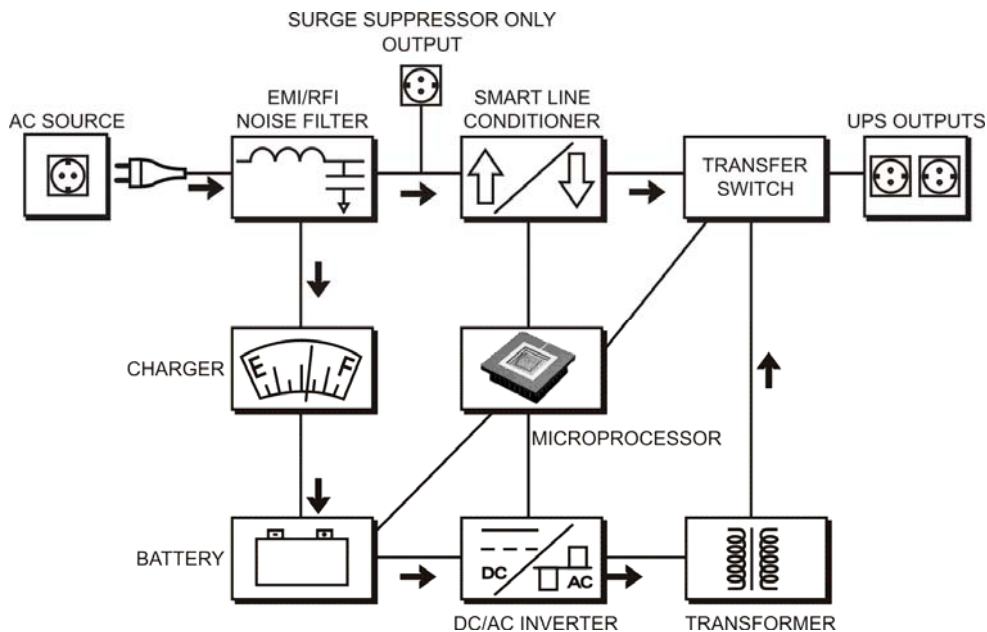 SURGE SUPPRESSOR ONLY
OUTPUT
EMI/RFI
NOISE FILTER
SMART LINE
CONDITIONER
AC SOURCE
UPS OUTPUTS
TRANSFER
SWITCH
CHARGER
E F
MICROPROCESSOR
BATTERY
- +
DC AC
DC/AC INVERTER
TRANSFORMER